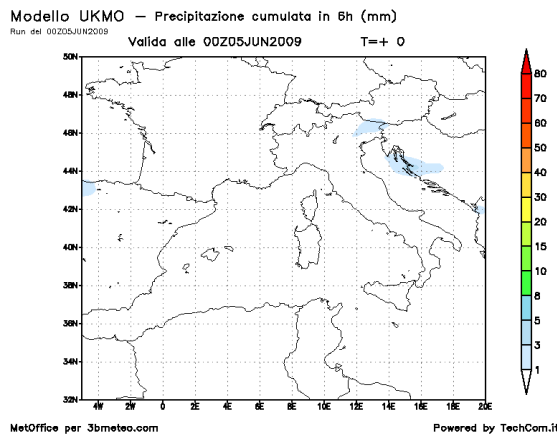 Modello UKMO – Precipitazione cumulata in 6h (mm)
Run del 00Z05JUN2009
Valida alle 00Z05JUN2009 T=+ 0
50N
48N
46N
44N
42N
40N
38N
36N
34N
32N
4W 2W 0 2E 4E 6E 8E 10E 12E 14E 16E 18E 20E
80
70
60
50
40
30
20
15
10
8
5
3
1
MetOffice per 3bmeteo.com Powered by TechCom.it